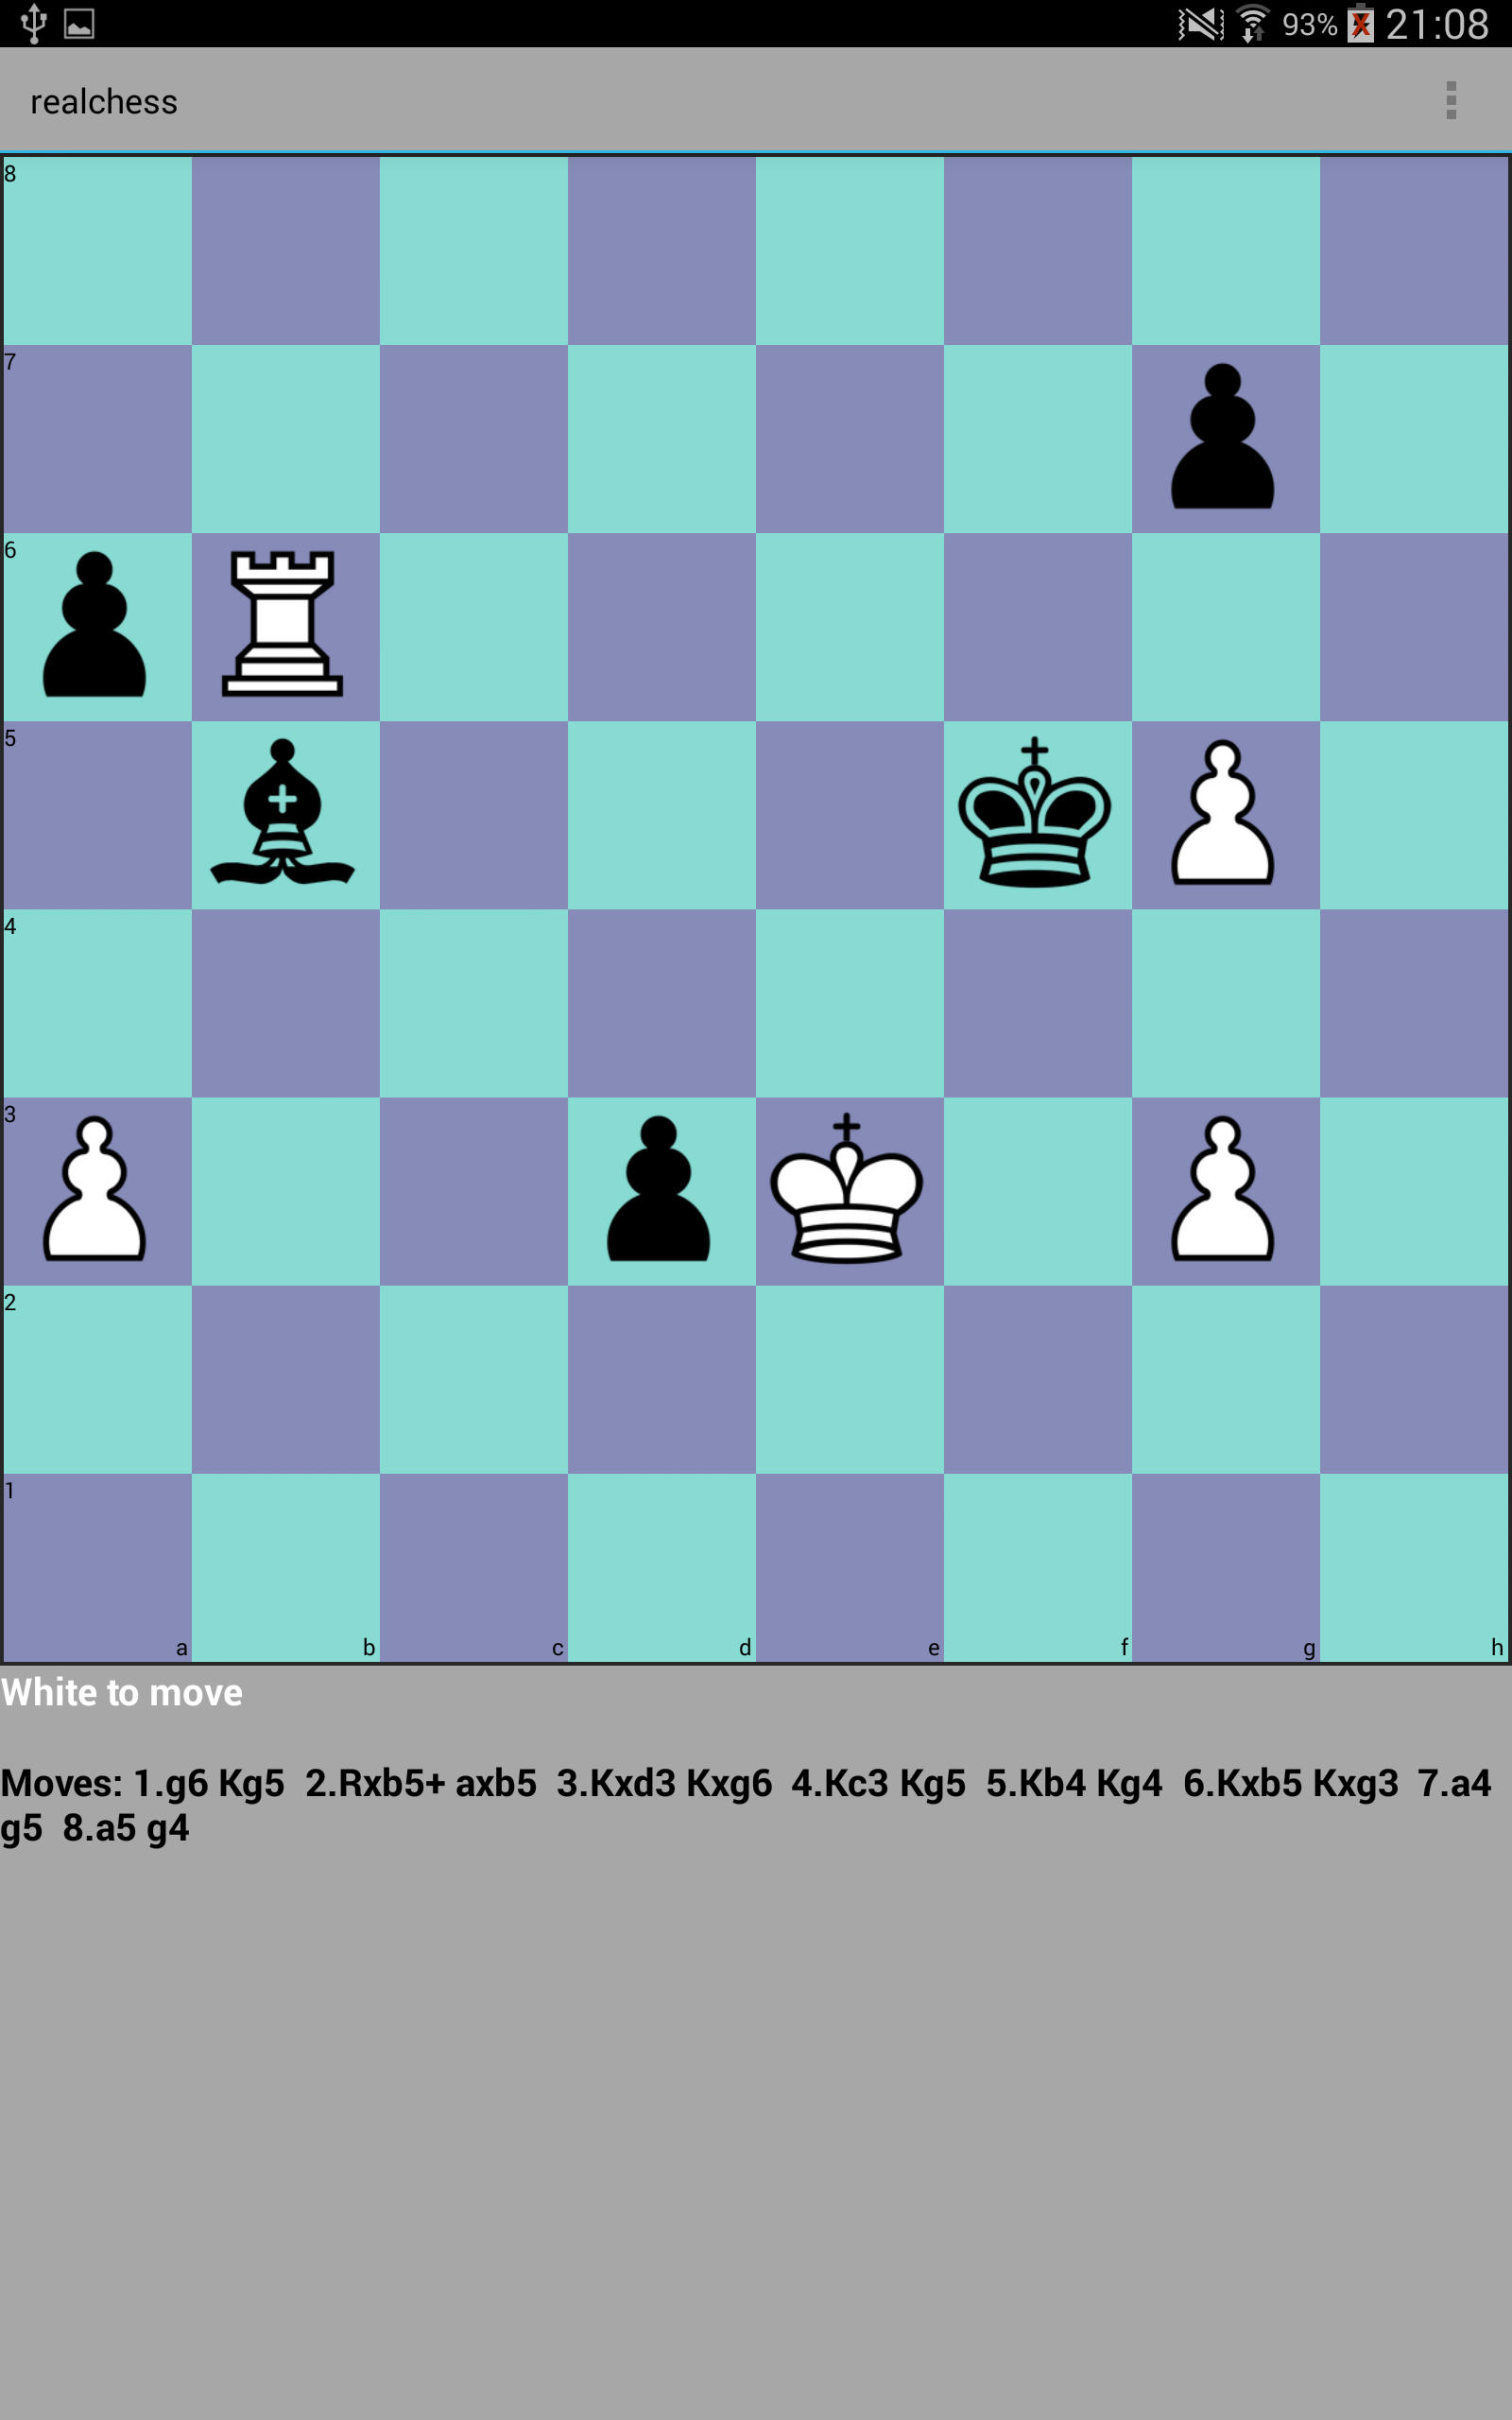 93% 21:08
realchess
8
7
6
5
4
3
2
1
a b c d e f g h
White to move
Moves: 1.g6 Kg5 2.Rxb5+ axb5 3.Kxd3 Kxg6 4.Kc3 Kg5 5.Kb4 Kg4 6.Kxb5 Kxg3 7.a4
g5 8.a5 g4